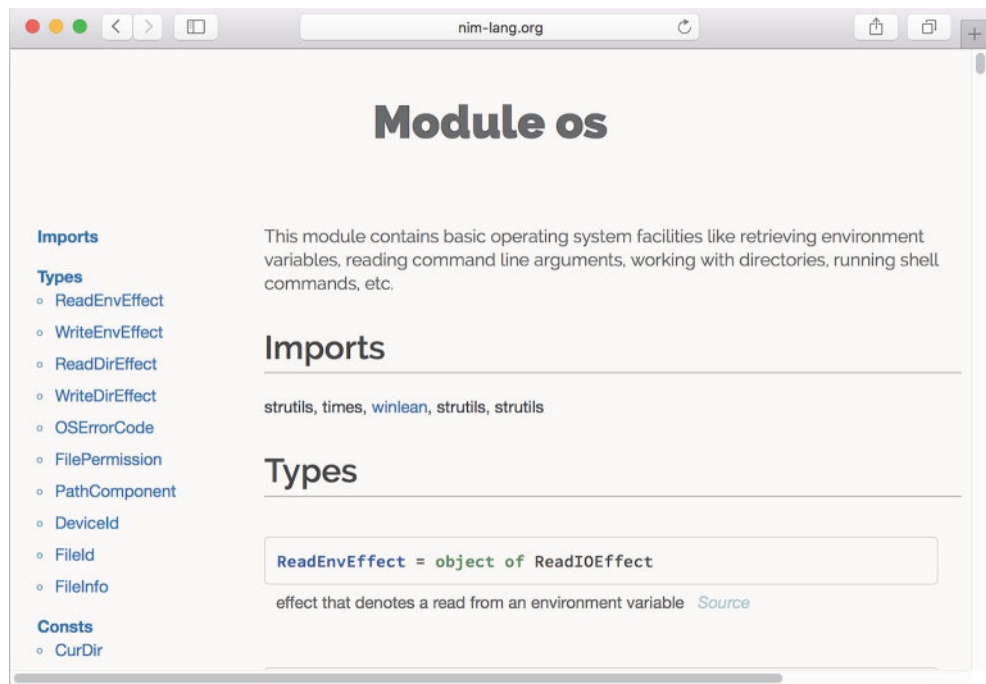 nim-lang.org
Module os
Imports
Types
ReadEnvEffect
WriteEnvEffect
ReadDirEffect
WriteDirEffect
OSErrorCode
FilePermission
PathComponent
DeviceId
FileId
FileInfo
Consts
CurDir
This module contains basic operating system facilities like retrieving environment
variables, reading command line arguments, working with directories, running shell
commands, etc.
Imports
strutils, times, winlean, strutils, strutils
Types
ReadEnvEffect = object of ReadIOEffect
effect that denotes a read from an environment variable Source